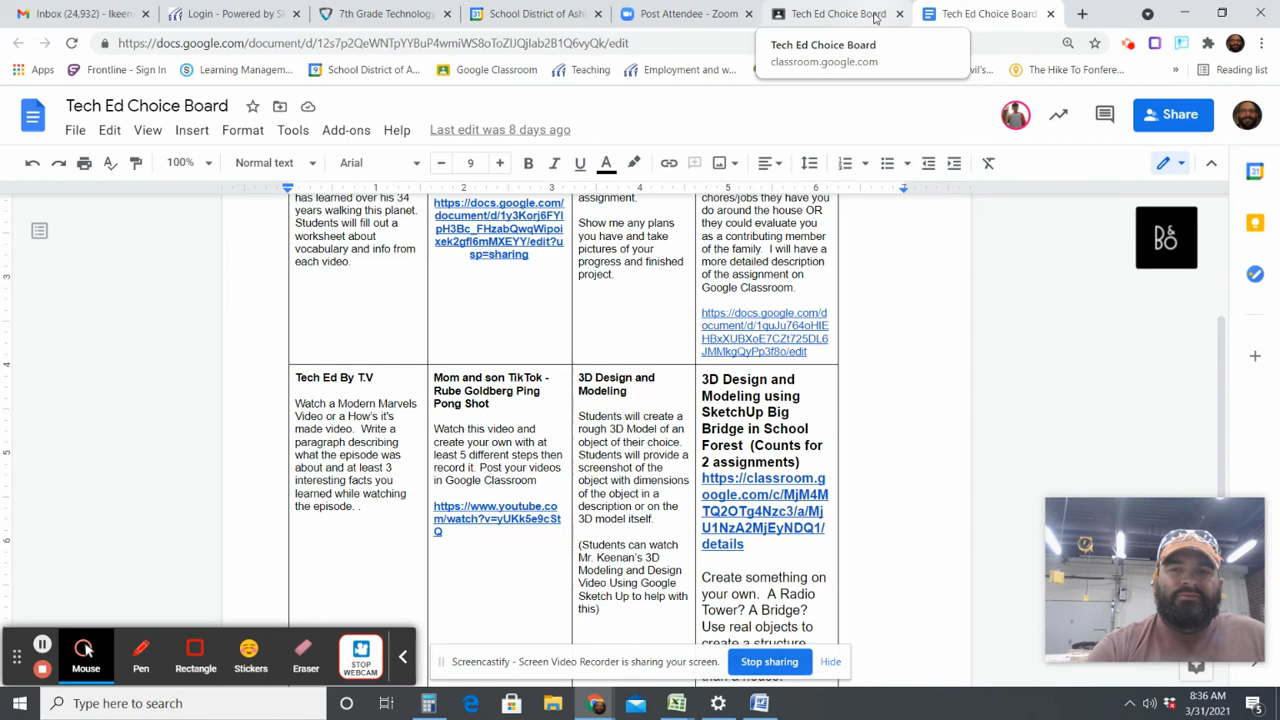 Inbox (24,932) - Ikeen
Login - Powered by Sk
7th Grade Technology
School District of Ash
Post Attendee - Zoom
Tech Ed Choice Board
Tech Ed Choice Board
docs.google.com/document/d/12s7p2QeWNTpYYBuP4wmiWS8oToZIJQjIah2B1Q6vyQk/edit
Tech Ed Choice Board
classroom.google.com
Apps
Frontline - Sign In
Learning Managem...
School District of A...
Google Classroom
Teaching
Employment and w...
The Hike To Fonfere...
Reading list
Tech Ed Choice Board
File Edit View Insert Format Tools Add-ons Help Last edit was 8 days ago
Share
100% Normal text Arial 9
has learned over his 34
years walking this planet.
Students will fill out a
worksheet about
vocabulary and info from
each video.
https://docs.google.com/
document/d/1y3Korj6FYI
pH3Bc_FHzabQwqWipoi
xek2gfl6mMXEYY/edit?u
sp=sharing
assignment.
Show me any plans
you have and take
pictures of your
progress and finished
project.
chores/jobs they have you
do around the house OR
they could evaluate you
as a contributing member
of the family. I will have a
more detailed description
of the assignment on
Google Classroom.
https://docs.google.com/d
ocument/d/1quJu764oHIE
HBxXUBXoE7CZt725DL6
JMMkgQyPp3f8o/edit
Tech Ed By T.V
Watch a Modern Marvels
Video or a How's it's
made video. Write a
paragraph describing
what the episode was
about and at least 3
interesting facts you
learned while watching
the episode. .
Mom and son TikTok -
Rube Goldberg Ping
Pong Shot
Watch this video and
create your own with at
least 5 different steps then
record it. Post your videos
in Google Classroom
https://www.youtube.co
m/watch?v=yUKk5e9cSt
Q
3D Design and
Modeling
Students will create a
rough 3D Model of an
object of their choice.
Students will provide a
screenshot of the
object with dimensions
of the object in a
description or on the
3D model itself.
(Students can watch
Mr. Keenan's 3D
Modeling and Design
Video Using Google
Sketch Up to help with
this)
3D Design and
Modeling using
SketchUp Big
Bridge in School
Forest (Counts for
2 assignments)
https://classroom.g
oogle.com/c/MjM4M
TQ2OTg4Nzc3/a/Mj
U1NzA2MjEyNDQ1/
details
Create something on
your own. A Radio
Tower? A Bridge?
Use real objects to
create a structure
B&O
Mouse
Pen
Rectangle
Stickers
Eraser
STOP
WEBCAM
Screencastify - Screen Video Recorder is sharing your screen.
Stop sharing
Hide
Type here to search
8:36 AM
3/31/2021
5